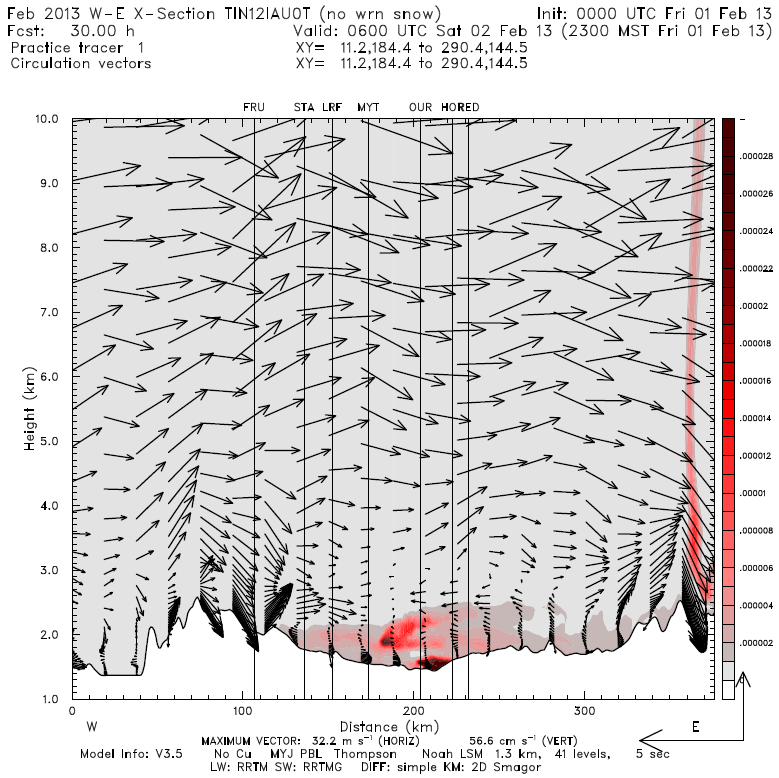 Feb 2013 W-E X-Section TIN12IAU0T (no wrn snow) Init: 0000 UTC Fri 01 Feb 13
Fcst: 30.00 h Valid: 0600 UTC Sat 02 Feb 13 (2300 MST Fri 01 Feb 13)
Practice tracer 1 XY= 11.2,184.4 to 290.4,144.5
Circulation vectors XY= 11.2,184.4 to 290.4,144.5
FRU STA LRF MYT OUR HORED
10.0
9.0
8.0
7.0
6.0
5.0
4.0
3.0
2.0
1.0
Height (km)
.000028
.000026
.000024
.000022
.00002
.000018
.000016
.000014
.000012
.00001
.000008
.000006
.000004
.000002
0 100 200 300
W Distance (km) E
MAXIMUM VECTOR: 32.2 m s⁻¹ (HORIZ) 56.6 cm s⁻¹ (VERT)
Model Info: V3.5 No Cu MYJ PBL Thompson Noah LSM 1.3 km, 41 levels, 5 sec
LW: RRTM SW: RRTMG DIFF: simple KM: 2D Smagor